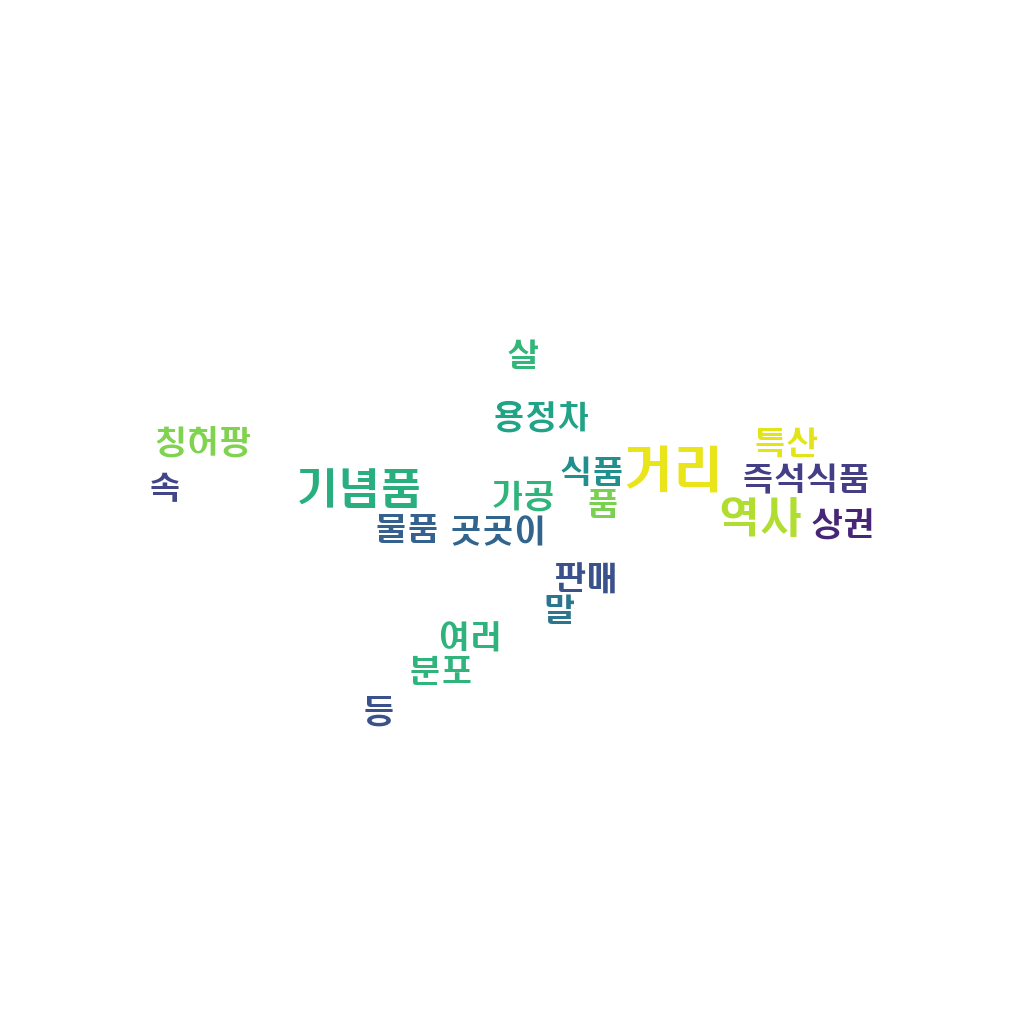 살
용정차
칭허팡
특산
거리
식품
즉석식품
속
기념품
가공
품
역사
상권
물품
곳곳이
판매
말
여러
분포
등